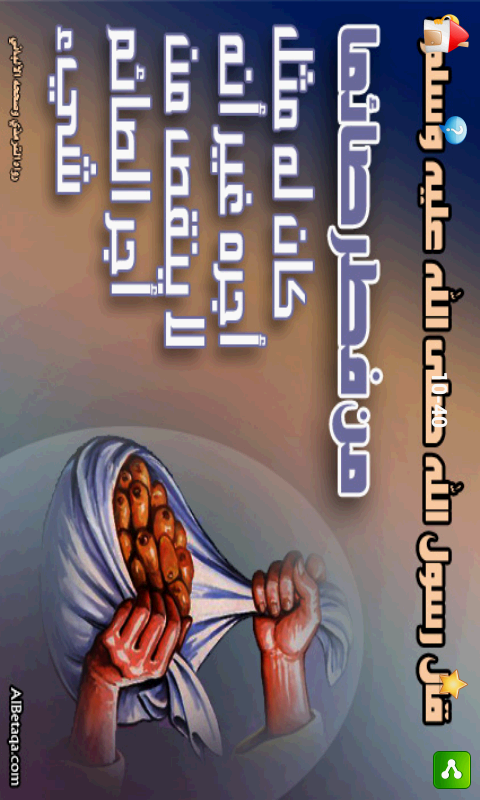 قال رسول الله صلى الله عليه وسلم
من فطر صائما
كان له مثل
أجره غير أنه
لا ينقص من
أجر الصائم
شيء
رواه الترمذي وصححه الألباني
AlBetaqa.com
10-40